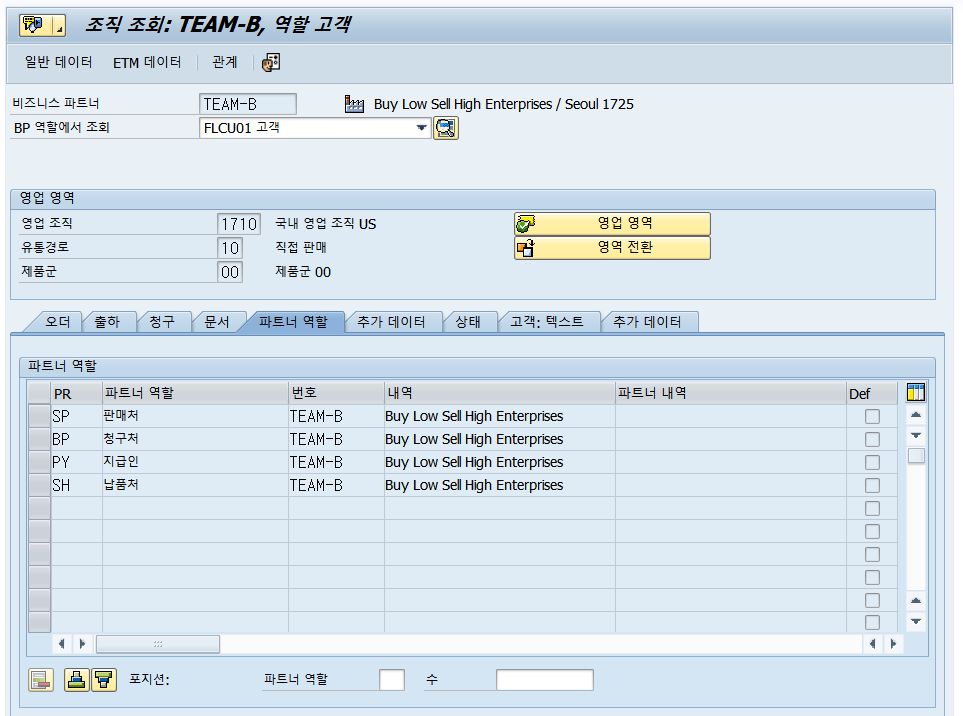 조직 조회: TEAM-B, 역할 고객
일반 데이터 ETM 데이터 관계
비즈니스 파트너 TEAM-B Buy Low Sell High Enterprises / Seoul 1725
BP 역할에서 조회 FLCU01 고객
영업 영역
영업 조직 1710 국내 영업 조직 US 영업 영역
유통경로 10 직접 판매 영역 전환
제품군 00 제품군 00
오더 출하 청구 문서 파트너 역할 추가 데이터 상태 고객: 텍스트 추가 데이터
파트너 역할
PR 파트너 역할 번호 내역 파트너 내역 Def
SP 판매처 TEAM-B Buy Low Sell High Enterprises
BP 청구처 TEAM-B Buy Low Sell High Enterprises
PY 지급인 TEAM-B Buy Low Sell High Enterprises
SH 납품처 TEAM-B Buy Low Sell High Enterprises
포지션: 파트너 역할 수